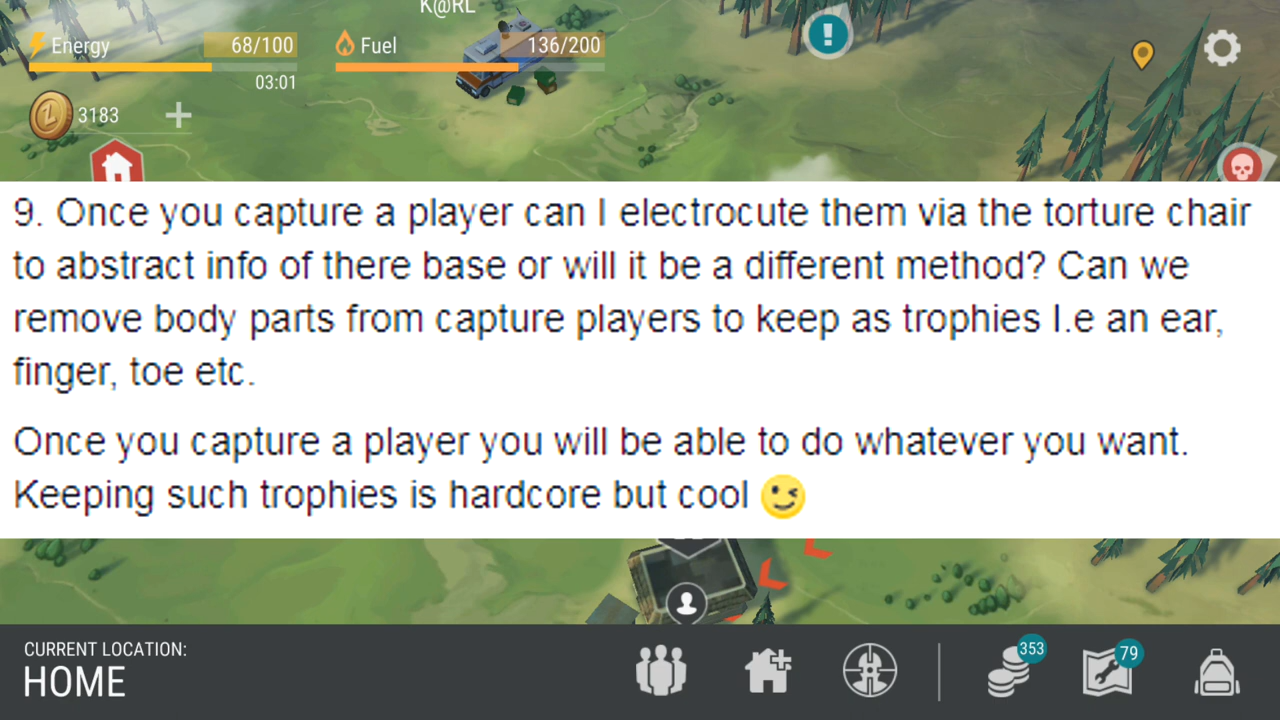 K@RL
Energy 68/100 Fuel 136/200
03:01
3183
9. Once you capture a player can I electrocute them via the torture chair
to abstract info of there base or will it be a different method? Can we
remove body parts from capture players to keep as trophies I.e an ear,
finger, toe etc.
Once you capture a player you will be able to do whatever you want.
Keeping such trophies is hardcore but cool 😉
CURRENT LOCATION:
HOME
353
79